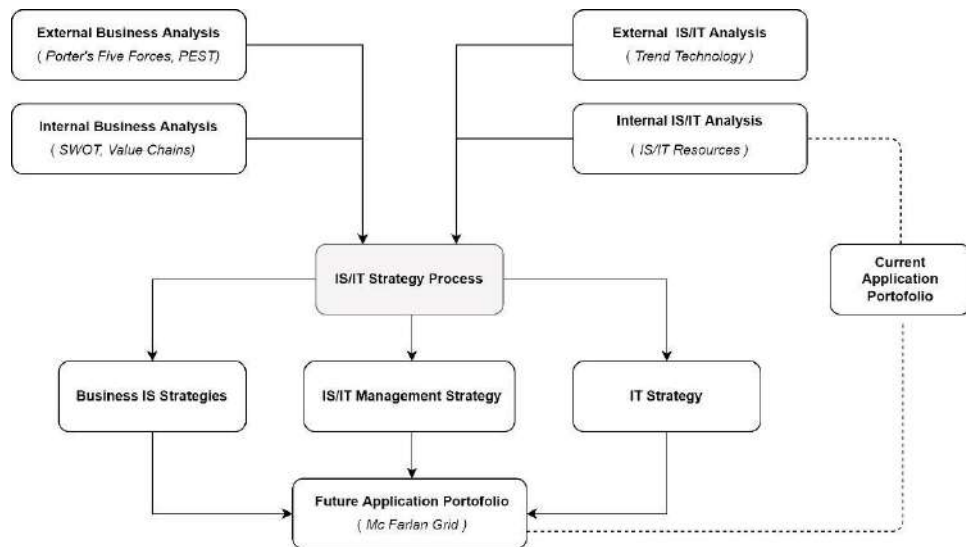 External Business Analysis
( Porter's Five Forces, PEST)
External IS/IT Analysis
( Trend Technology )
Internal Business Analysis
( SWOT, Value Chains)
Internal IS/IT Analysis
( IS/IT Resources )
IS/IT Strategy Process
Current
Application
Portofolio
Business IS Strategies
IS/IT Management Strategy
IT Strategy
Future Application Portofolio
( Mc Farlan Grid )